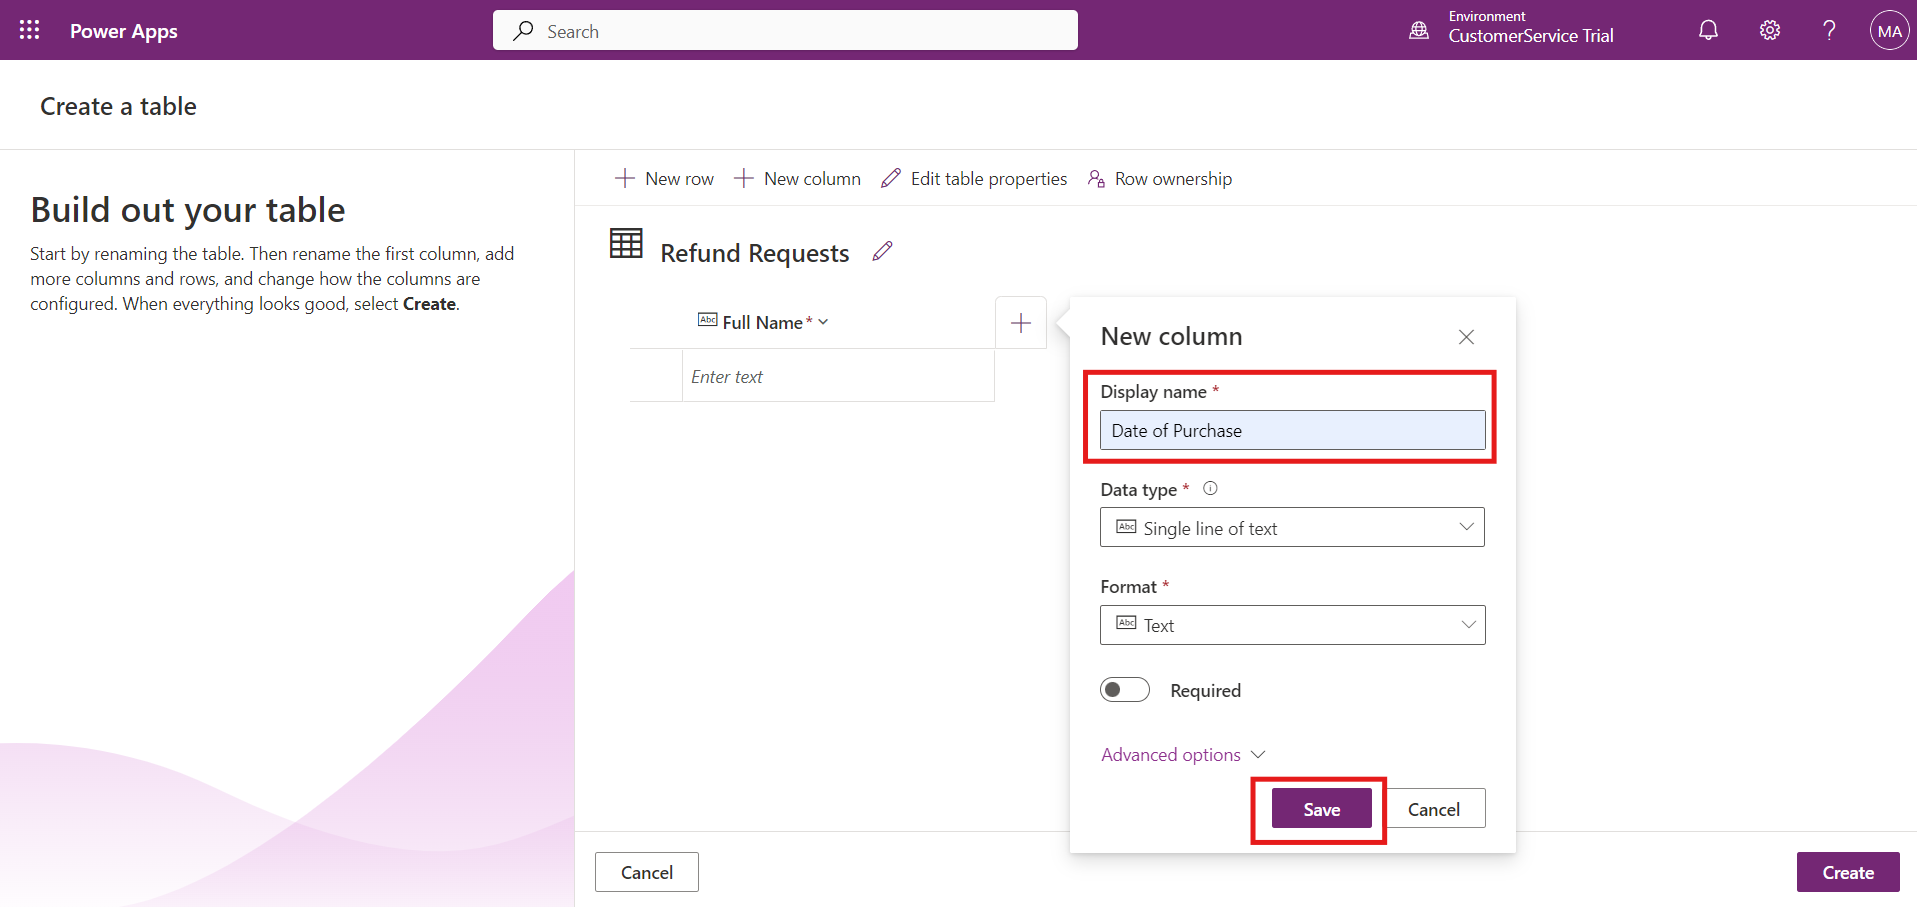 Power Apps
Search
Environment
CustomerService Trial
MA
Create a table
Build out your table
Start by renaming the table. Then rename the first column, add
more columns and rows, and change how the columns are
configured. When everything looks good, select Create.
New row
New column
Edit table properties
Row ownership
Refund Requests
Abc Full Name*
Enter text
New column
Display name *
Date of Purchase
Data type *
Abc Single line of text
Format *
Abc Text
Required
Advanced options
Save
Cancel
Cancel
Create